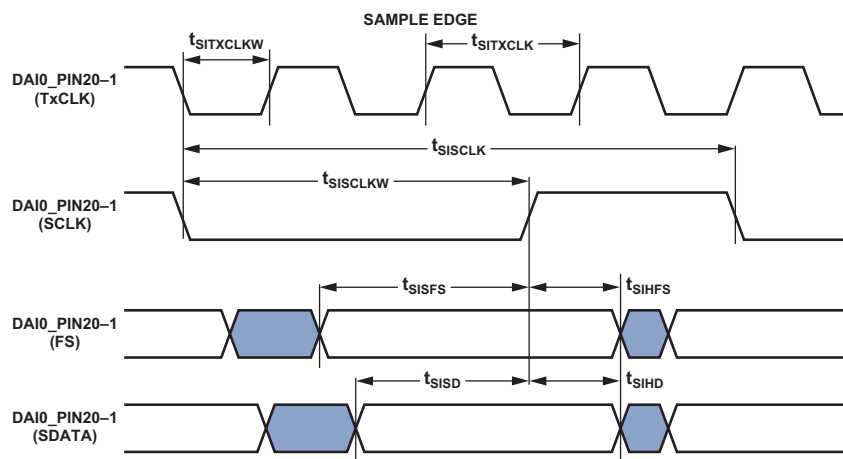 SAMPLE EDGE
tSITXCLKW
tSITXCLK
DAI0_PIN20–1
(TxCLK)
tSISCLK
tSISCLKW
DAI0_PIN20–1
(SCLK)
tSISFS
tSIHFS
DAI0_PIN20–1
(FS)
tSISD
tSIHD
DAI0_PIN20–1
(SDATA)